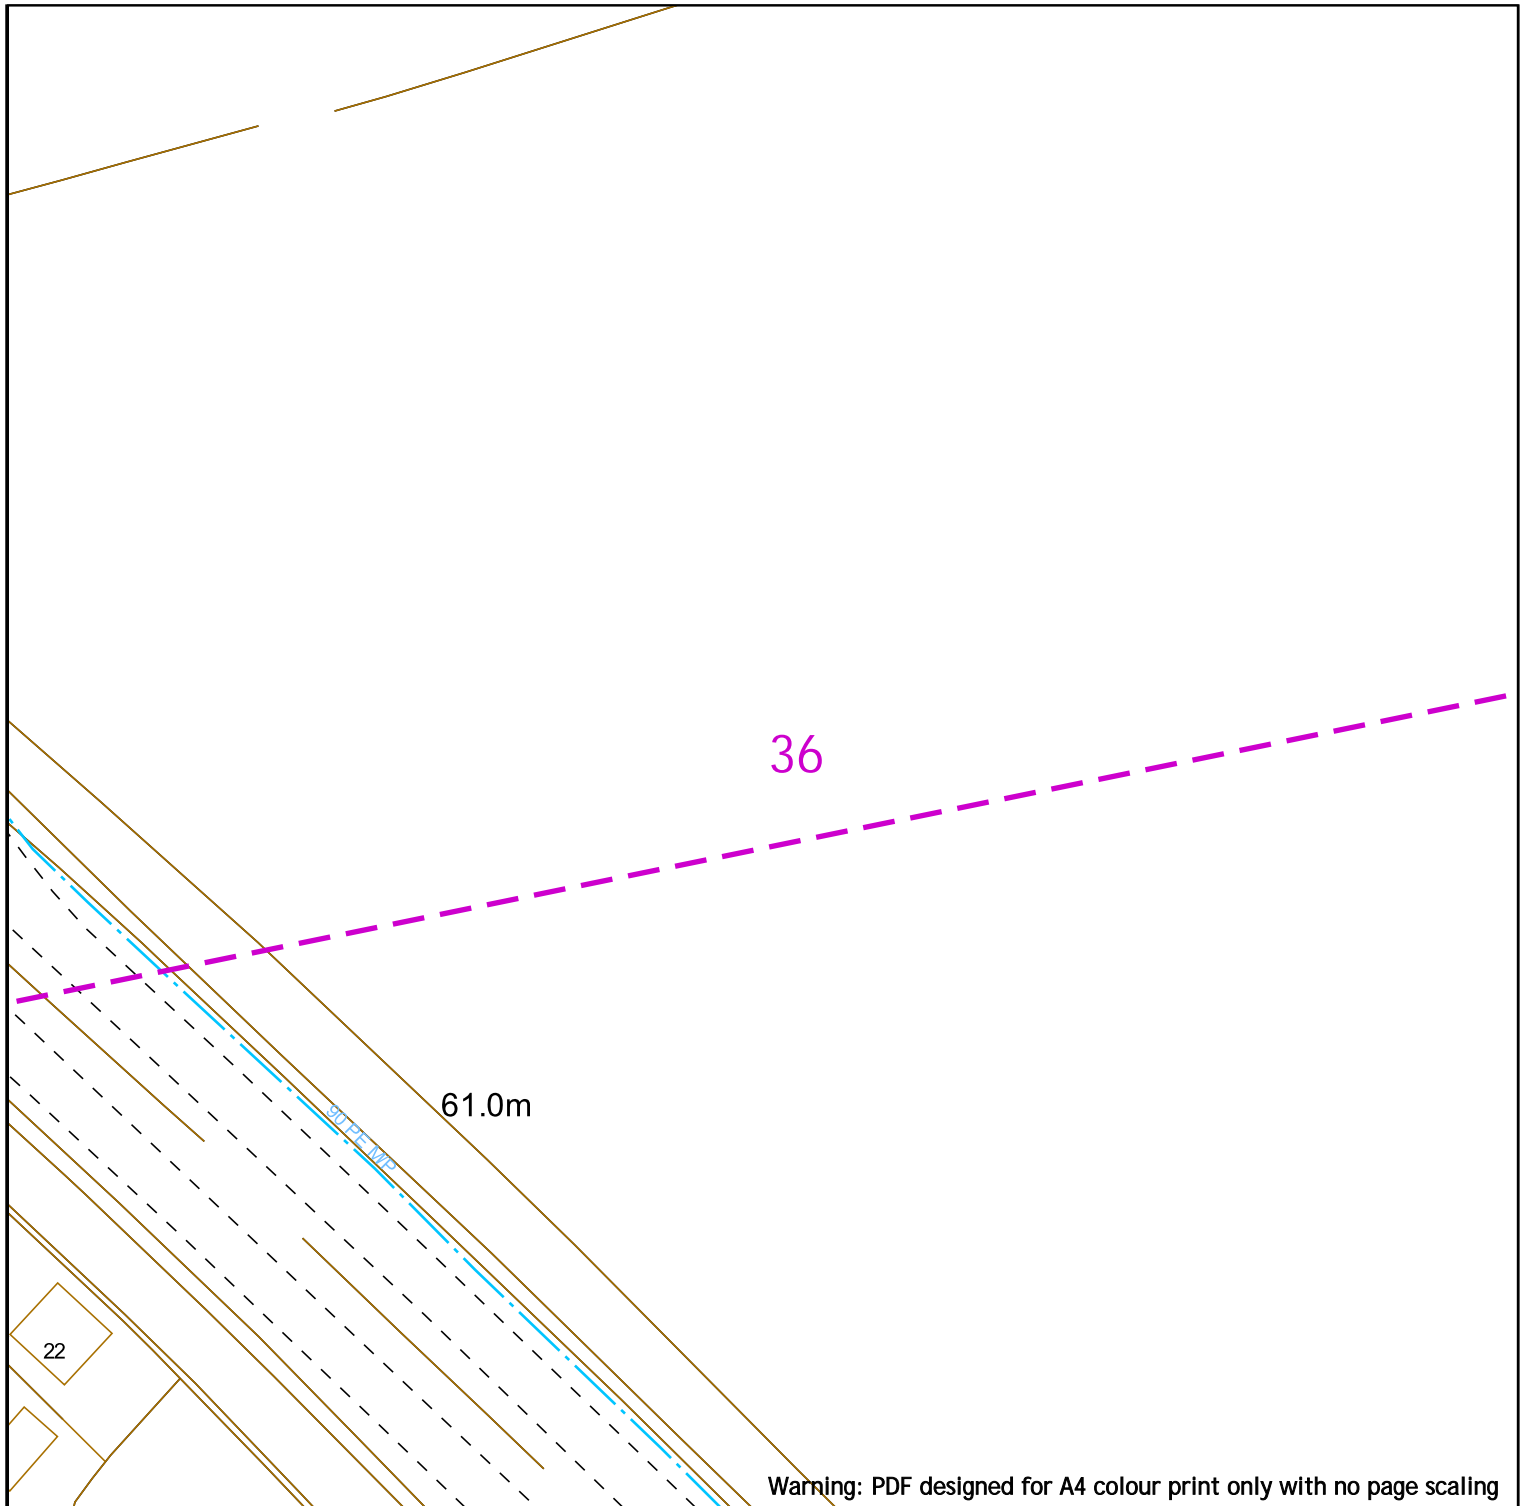 36
61.0m
90 PE MP
22
Warning: PDF designed for A4 colour print only with no page scaling